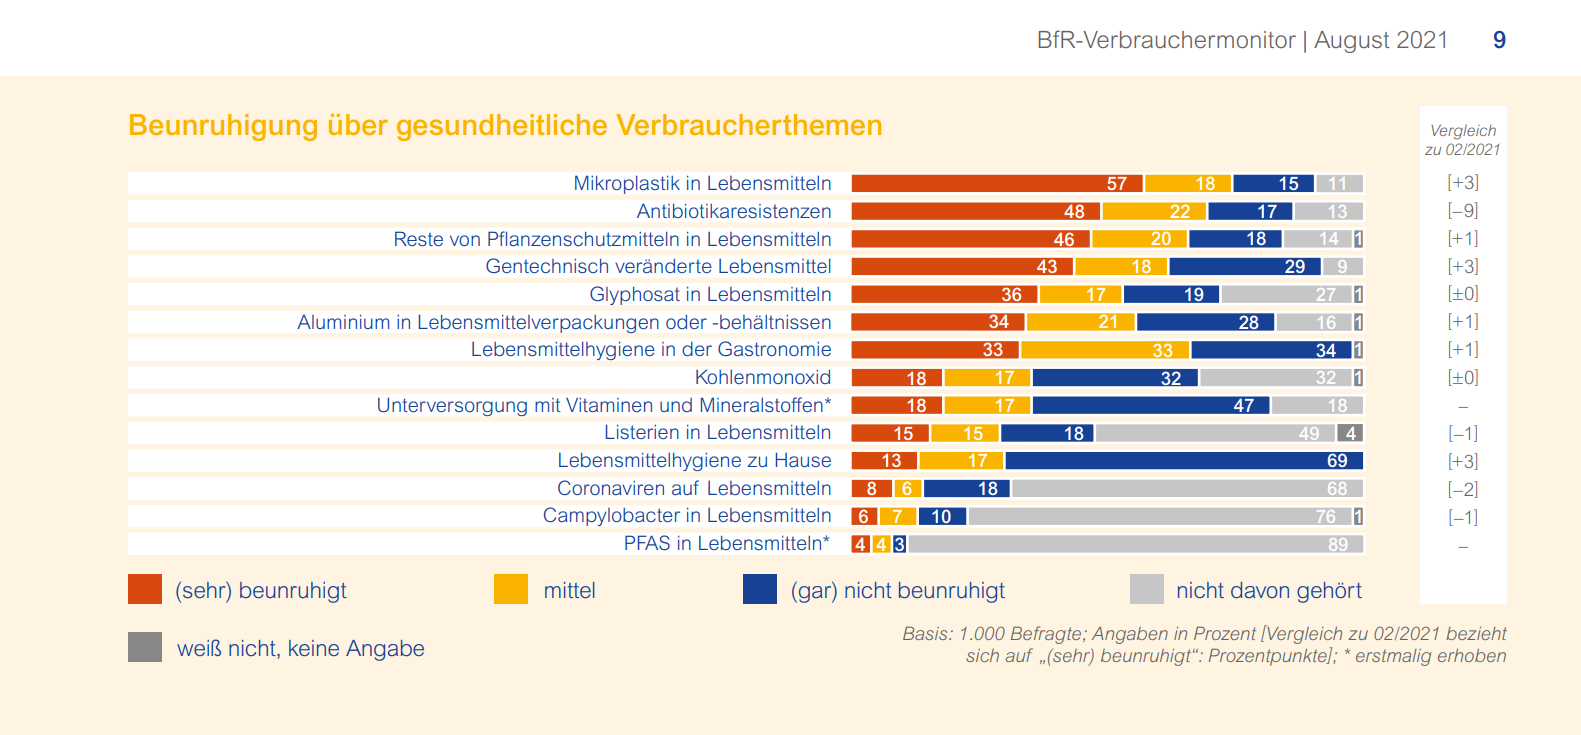 BfR-Verbrauchermonitor | August 2021 9
Beunruhigung über gesundheitliche Verbraucherthemen
Vergleich
zu 02/2021
Mikroplastik in Lebensmitteln 57 18 15 11 [+3]
Antibiotikaresistenzen 48 22 17 13 [–9]
Reste von Pflanzenschutzmitteln in Lebensmitteln 46 20 18 14 1 [+1]
Gentechnisch veränderte Lebensmittel 43 18 29 9 [+3]
Glyphosat in Lebensmitteln 36 17 19 27 1 [±0]
Aluminium in Lebensmittelverpackungen oder -behältnissen 34 21 28 16 1 [+1]
Lebensmittelhygiene in der Gastronomie 33 33 34 1 [+1]
Kohlenmonoxid 18 17 32 32 1 [±0]
Unterversorgung mit Vitaminen und Mineralstoffen* 18 17 47 18 –
Listerien in Lebensmitteln 15 15 18 49 4 [–1]
Lebensmittelhygiene zu Hause 13 17 69 [+3]
Coronaviren auf Lebensmitteln 8 6 18 68 [–2]
Campylobacter in Lebensmitteln 6 7 10 76 1 [–1]
PFAS in Lebensmitteln* 4 4 3 89 –
(sehr) beunruhigt mittel (gar) nicht beunruhigt nicht davon gehört
weiß nicht, keine Angabe
Basis: 1.000 Befragte; Angaben in Prozent [Vergleich zu 02/2021 bezieht
sich auf „(sehr) beunruhigt“: Prozentpunkte]; * erstmalig erhoben